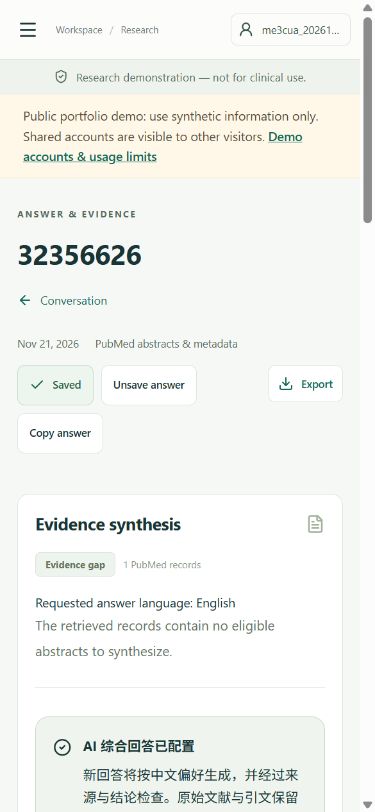 Workspace / Research
me3cua_20261...
Research demonstration — not for clinical use.
Public portfolio demo: use synthetic information only.
Shared accounts are visible to other visitors. Demo
accounts & usage limits
ANSWER & EVIDENCE
32356626
Conversation
Nov 21, 2026 PubMed abstracts & metadata
Saved Unsave answer Export
Copy answer
Evidence synthesis
Evidence gap 1 PubMed records
Requested answer language: English
The retrieved records contain no eligible
abstracts to synthesize.
AI 综合回答已配置
新回答将按中文偏好生成，并经过来
源与结论检查。原始文献与引文保留